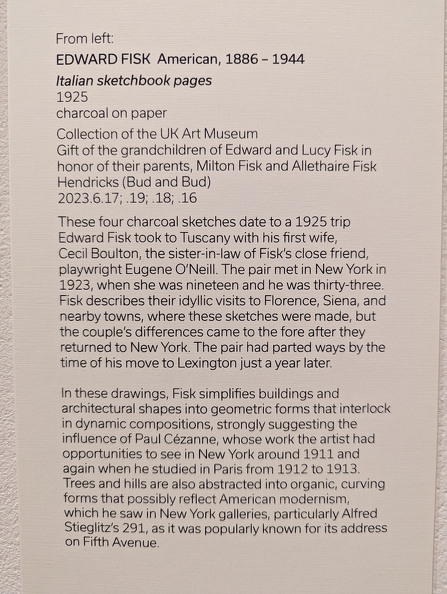 From left:
EDWARD FISK American, 1886 – 1944
Italian sketchbook pages
1925
charcoal on paper
Collection of the UK Art Museum
Gift of the grandchildren of Edward and Lucy Fisk in
honor of their parents, Milton Fisk and Allethaire Fisk
Hendricks (Bud and Bud)
2023.6.17; .19; .18; .16
These four charcoal sketches date to a 1925 trip
Edward Fisk took to Tuscany with his first wife,
Cecil Boulton, the sister-in-law of Fisk's close friend,
playwright Eugene O'Neill. The pair met in New York in
1923, when she was nineteen and he was thirty-three.
Fisk describes their idyllic visits to Florence, Siena, and
nearby towns, where these sketches were made, but
the couple's differences came to the fore after they
returned to New York. The pair had parted ways by the
time of his move to Lexington just a year later.
In these drawings, Fisk simplifies buildings and
architectural shapes into geometric forms that interlock
in dynamic compositions, strongly suggesting the
influence of Paul Cézanne, whose work the artist had
opportunities to see in New York around 1911 and
again when he studied in Paris from 1912 to 1913.
Trees and hills are also abstracted into organic, curving
forms that possibly reflect American modernism,
which he saw in New York galleries, particularly Alfred
Stieglitz's 291, as it was popularly known for its address
on Fifth Avenue.